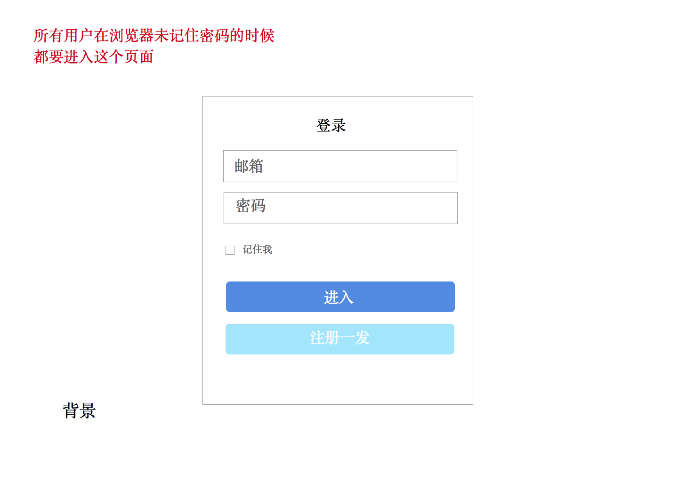 所有用户在浏览器未记住密码的时候
都要进入这个页面
登录
邮箱
密码
记住我
进入
注册一发
背景